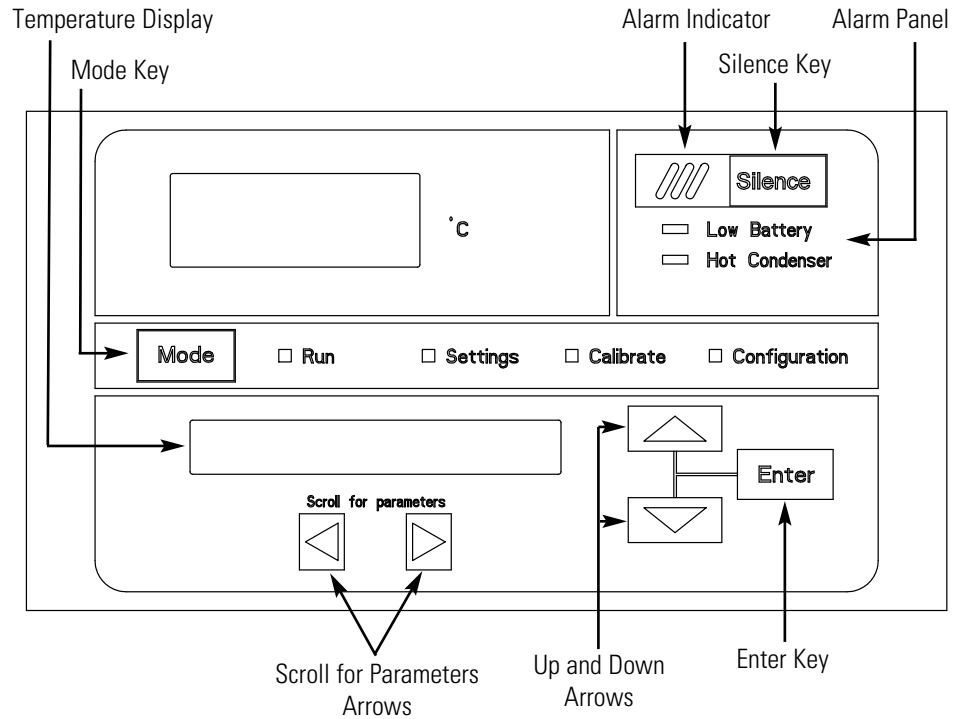 Temperature Display
Alarm Indicator
Alarm Panel
Mode Key
Silence Key
Silence
°C
Low Battery
Hot Condenser
Mode
Run
Settings
Calibrate
Configuration
Enter
Scroll for parameters
Scroll for Parameters
Arrows
Up and Down
Arrows
Enter Key